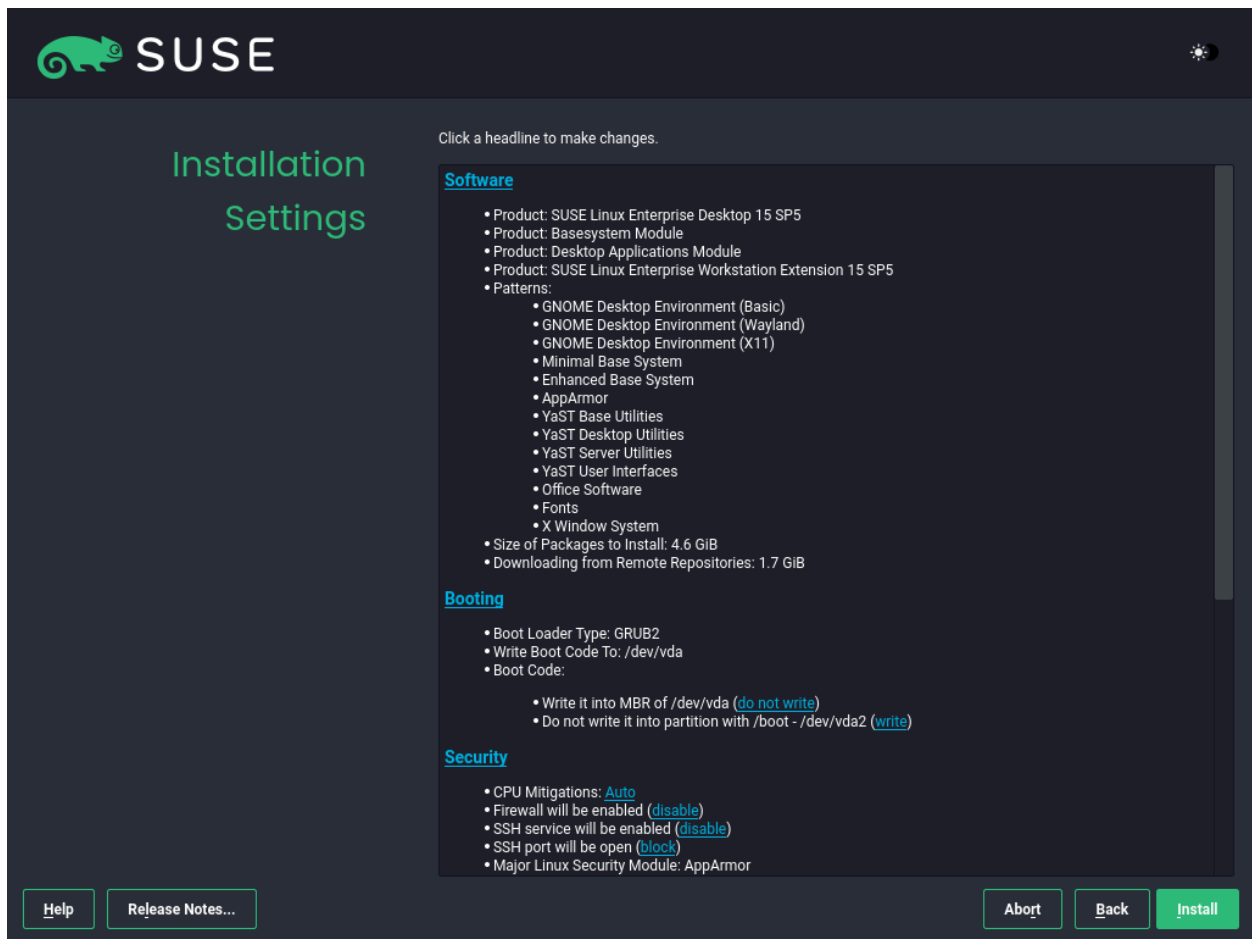 SUSE
Installation
Settings
Click a headline to make changes.
Software
• Product: SUSE Linux Enterprise Desktop 15 SP5
• Product: Basesystem Module
• Product: Desktop Applications Module
• Product: SUSE Linux Enterprise Workstation Extension 15 SP5
• Patterns:
• GNOME Desktop Environment (Basic)
• GNOME Desktop Environment (Wayland)
• GNOME Desktop Environment (X11)
• Minimal Base System
• Enhanced Base System
• AppArmor
• YaST Base Utilities
• YaST Desktop Utilities
• YaST Server Utilities
• YaST User Interfaces
• Office Software
• Fonts
• X Window System
• Size of Packages to Install: 4.6 GiB
• Downloading from Remote Repositories: 1.7 GiB
Booting
• Boot Loader Type: GRUB2
• Write Boot Code To: /dev/vda
• Boot Code:
• Write it into MBR of /dev/vda (do not write)
• Do not write it into partition with /boot - /dev/vda2 (write)
Security
• CPU Mitigations: Auto
• Firewall will be enabled (disable)
• SSH service will be enabled (disable)
• SSH port will be open (block)
• Major Linux Security Module: AppArmor
Help
Release Notes...
Abort
Back
Install